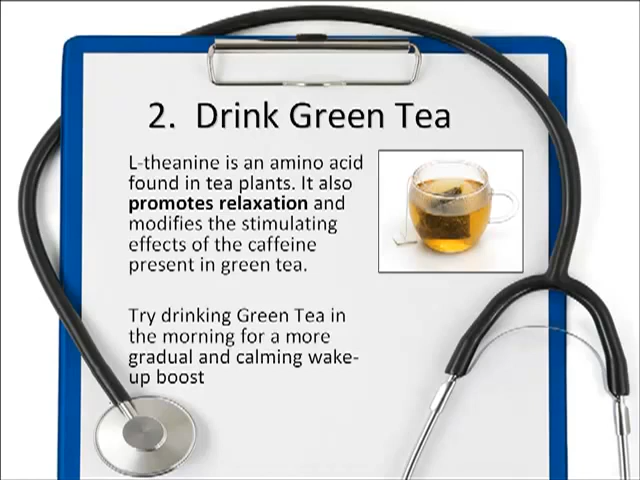 2.  Drink Green Tea
L-theanine is an amino acid
found in tea plants. It also
promotes relaxation and
modifies the stimulating
effects of the caffeine
present in green tea.
Try drinking Green Tea in
the morning for a more
gradual and calming wake-
up boost